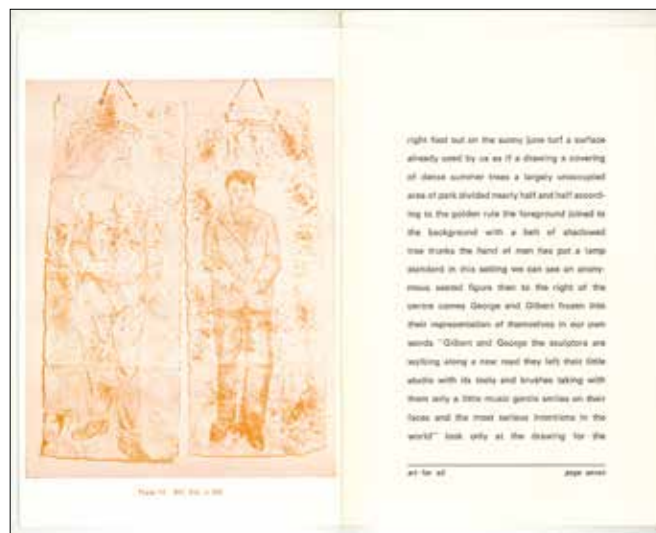 right foot out on the sunny june turf a surface
already used by us as if a drawing a covering
of dense summer trees a largely unoccupied
area of park divided nearly half and half accord-
ing to the golden rule the foreground joined to
the background with a belt of shadowed
tree trunks the hand of man has put a lamp
standard in this setting we can see an anony-
mous seated figure then to the right of the
centre comes George and Gilbert frozen into
their representation of themselves in our own
words "Gilbert and George the sculptors are
walking along a new road they left their little
studio with its tools and brushes taking with
them only a little music gentle smiles on their
faces and the most serious intentions in the
world" look only at the drawing for the
art for all page seven